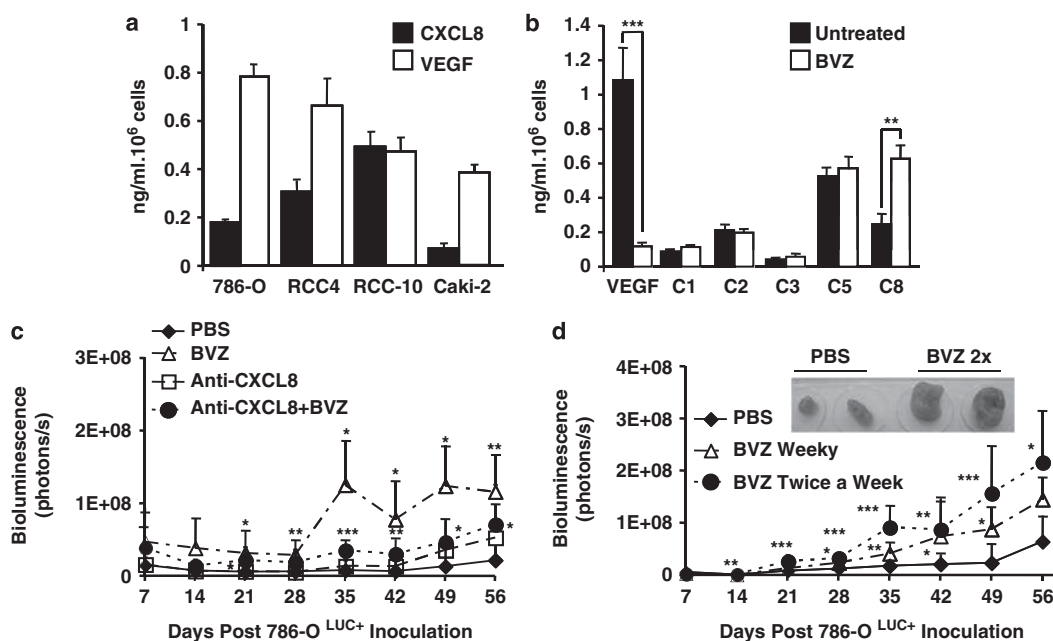 a
CXCL8
VEGF
ng/ml.10⁶ cells
1
0.8
0.6
0.4
0.2
0
786-O RCC4 RCC-10 Caki-2
b
Untreated
BVZ
ng/ml.10⁶ cells
1.4
1.2
1
0.8
0.6
0.4
0.2
0
***
**
VEGF C1 C2 C3 C5 C8
c
PBS
BVZ
Anti-CXCL8
Anti-CXCL8+BVZ
Bioluminescence
(photons/s)
3E+08
2E+08
1E+08
0
* * **
*
* ** *** ** * *
*
7 14 21 28 35 42 49 56
Days Post 786-O LUC+ Inoculation
d
PBS BVZ 2x
PBS
BVZ Weeky
BVZ Twice a Week
Bioluminescence
(photons/s)
4E+08
3E+08
2E+08
1E+08
0
** *** *** *** ** *** *
* ** * *
7 14 21 28 35 42 49 56
Days Post 786-O LUC+ Inoculation